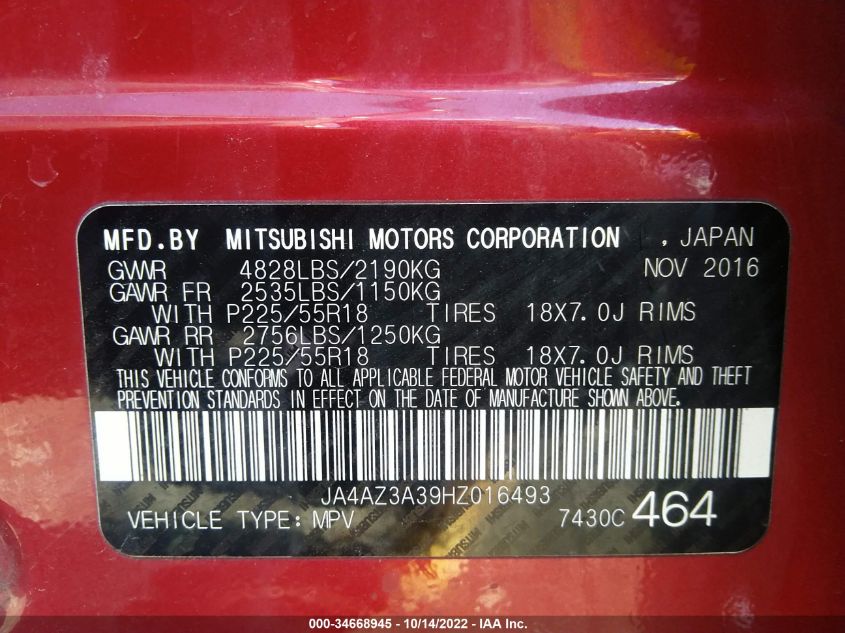 MFD.BY MITSUBISHI MOTORS CORPORATION , JAPAN
GVWR 4828LBS/2190KG NOV 2016
GAWR FR 2535LBS/1150KG
WITH P225/55R18 TIRES 18X7.0J RIMS
GAWR RR 2756LBS/1250KG
WITH P225/55R18 TIRES 18X7.0J RIMS
THIS VEHICLE CONFORMS TO ALL APPLICABLE FEDERAL MOTOR VEHICLE SAFETY AND THEFT
PREVENTION STANDARDS IN EFFECT ON THE DATE OF MANUFACTURE SHOWN ABOVE.
JA4AZ3A39HZ016493
VEHICLE TYPE: MPV 7430C 464
000-34668945 - 10/14/2022 - IAA Inc.